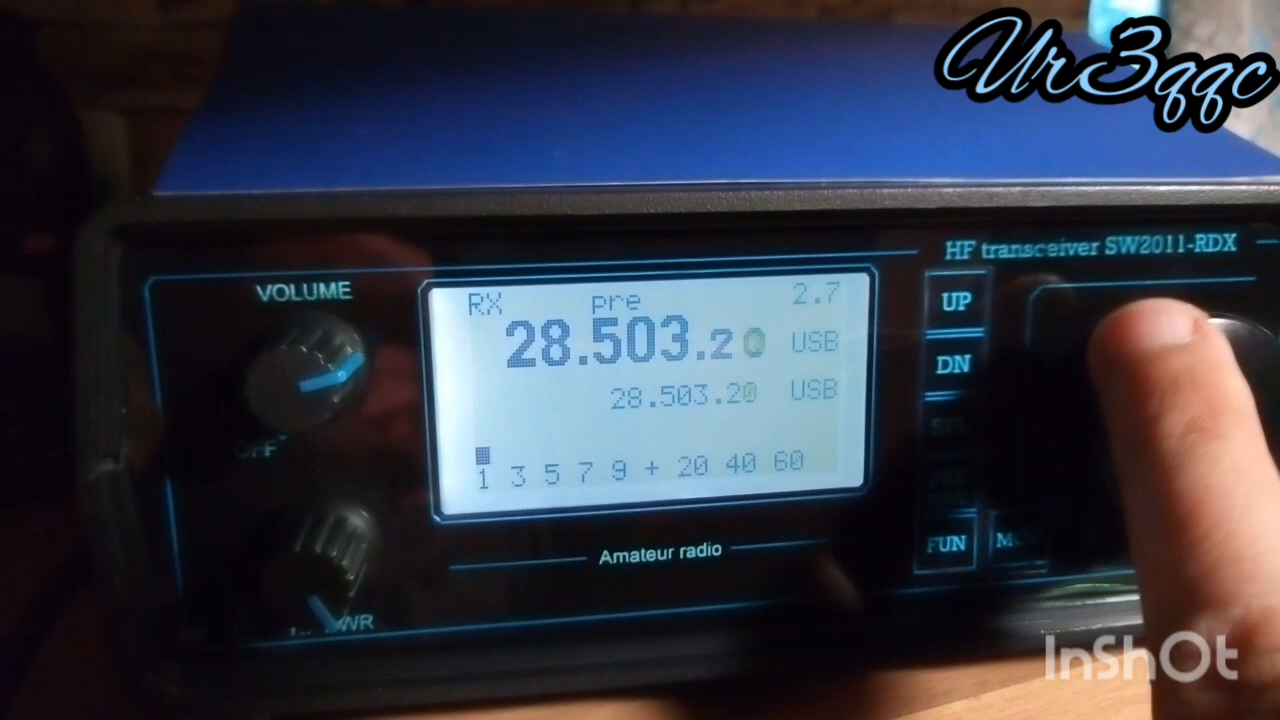 Ur3qqc
HF transceiver SW2011-RDX
VOLUME
OFF
RX pre 2.7
28.503.20 USB
28.503.20 USB
1 3 5 7 9 + 20 40 60
UP
DN
FUN
Amateur radio
InShOt